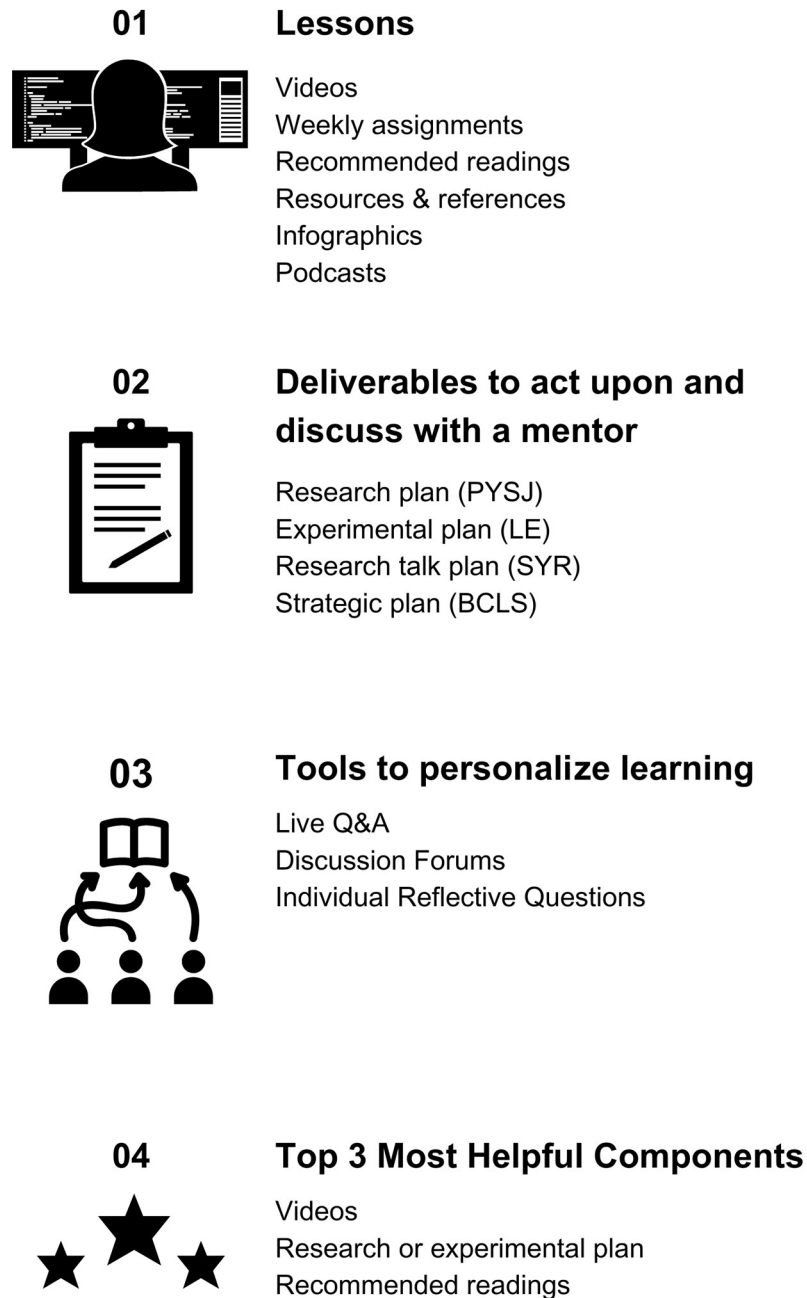 01
Lessons
Videos
Weekly assignments
Recommended readings
Resources & references
Infographics
Podcasts
02
Deliverables to act upon and
discuss with a mentor
Research plan (PYSJ)
Experimental plan (LE)
Research talk plan (SYR)
Strategic plan (BCLS)
03
Tools to personalize learning
Live Q&A
Discussion Forums
Individual Reflective Questions
04
Top 3 Most Helpful Components
Videos
Research or experimental plan
Recommended readings